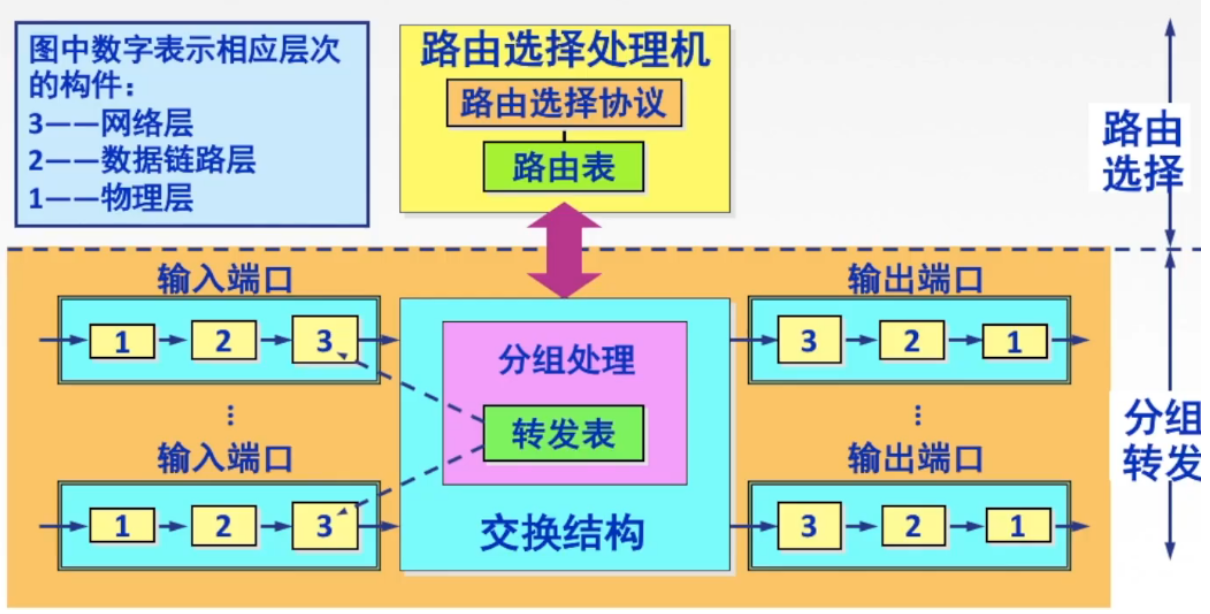 图中数字表示相应层次
的构件：
3——网络层
2——数据链路层
1——物理层
路由选择处理机
路由选择协议
路由表
路由
选择
输入端口
1 2 3
⋮
输入端口
1 2 3
分组处理
转发表
交换结构
输出端口
3 2 1
⋮
输出端口
3 2 1
分组
转发